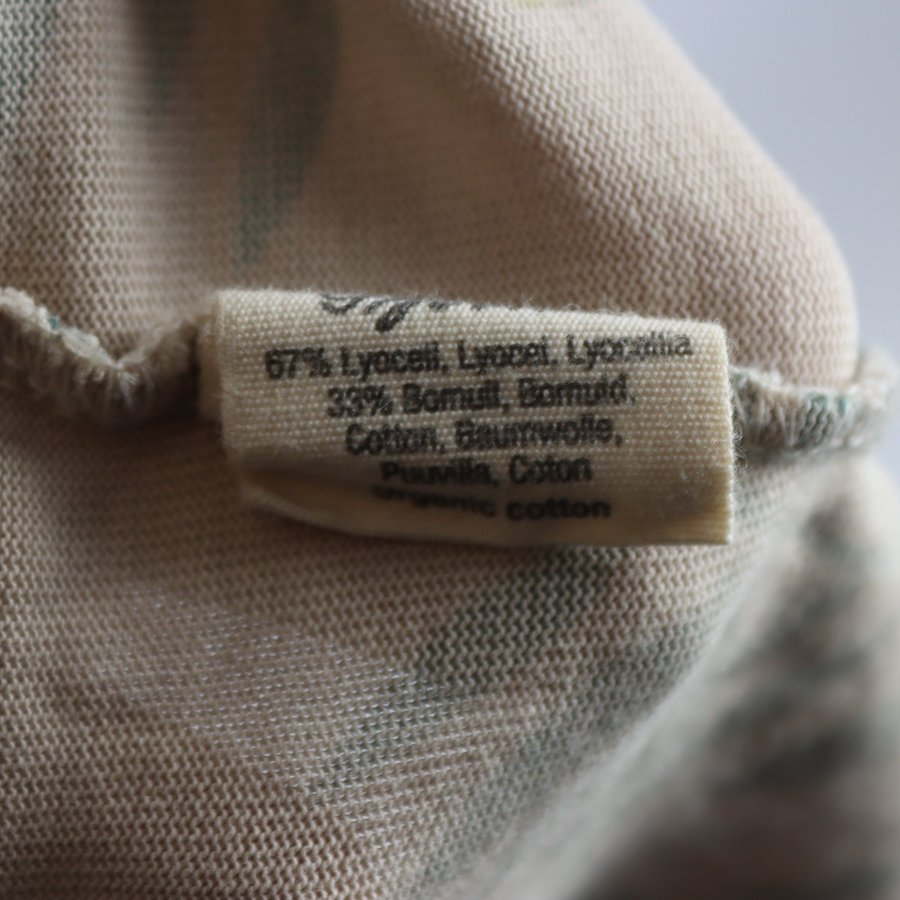 67% Lyocell, Lyocel, Lyocellia
33% Bomull, Bomuld,
Cotton, Baumwolle,
Puuvilla, Coton
organic cotton